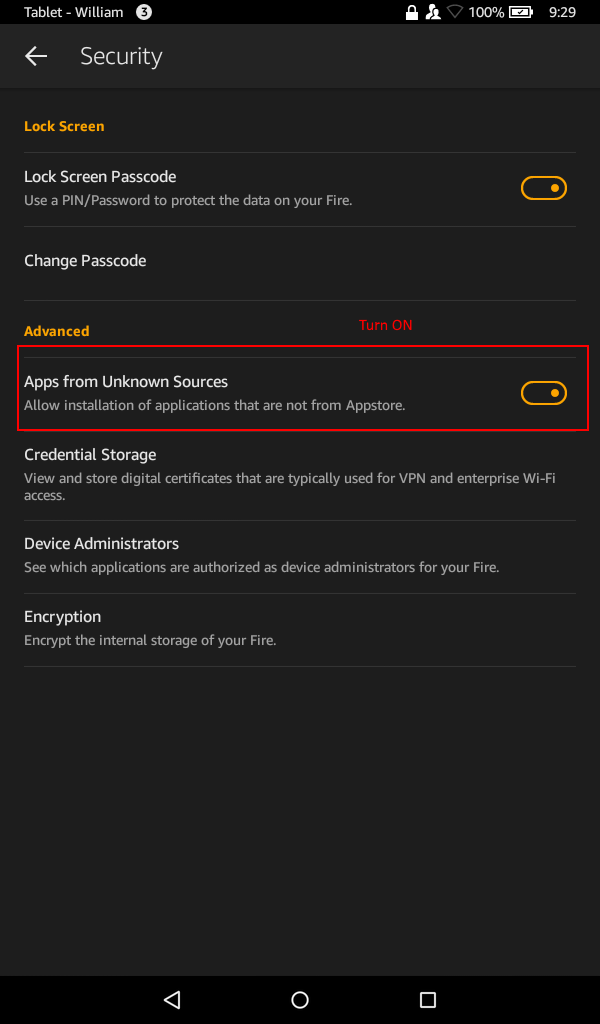 Tablet - William 3 100% 9:29
Security
Lock Screen
Lock Screen Passcode
Use a PIN/Password to protect the data on your Fire.
Change Passcode
Turn ON
Advanced
Apps from Unknown Sources
Allow installation of applications that are not from Appstore.
Credential Storage
View and store digital certificates that are typically used for VPN and enterprise Wi-Fi
access.
Device Administrators
See which applications are authorized as device administrators for your Fire.
Encryption
Encrypt the internal storage of your Fire.